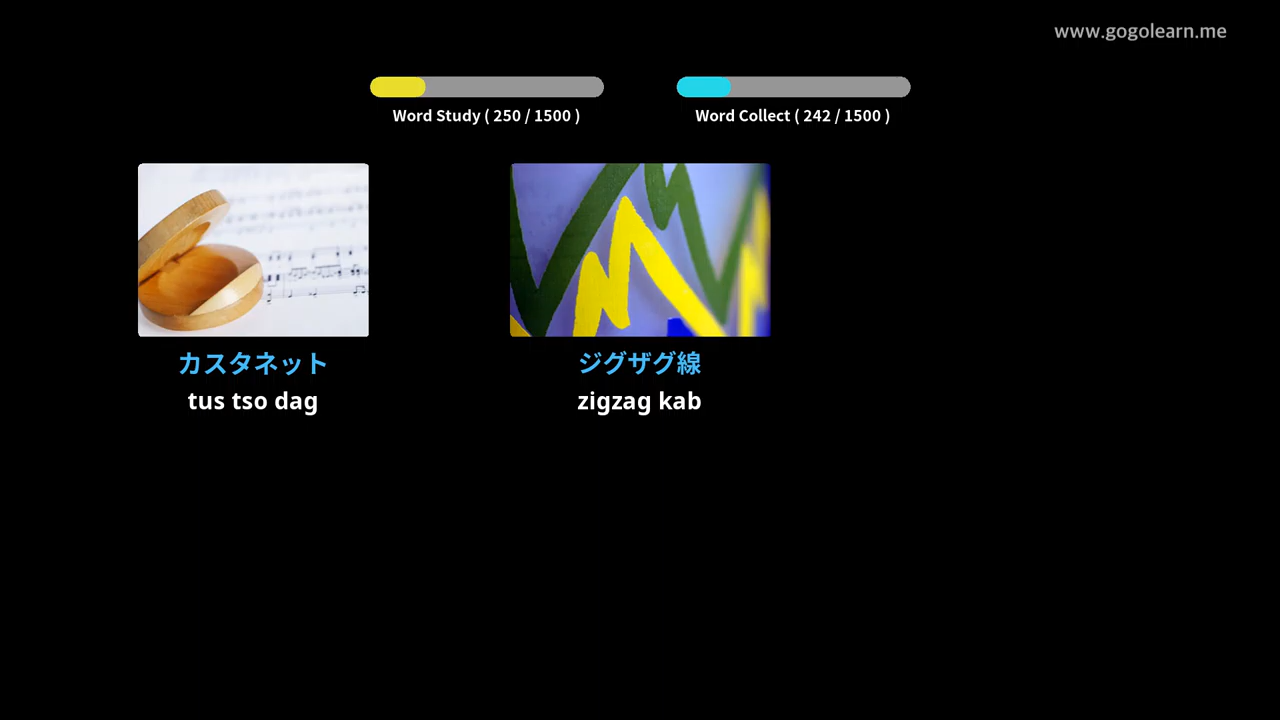 www.gogolearn.me
Word Study ( 250 / 1500 )
Word Collect ( 242 / 1500 )
カスタネット
tus tso dag
ジグザグ線
zigzag kab